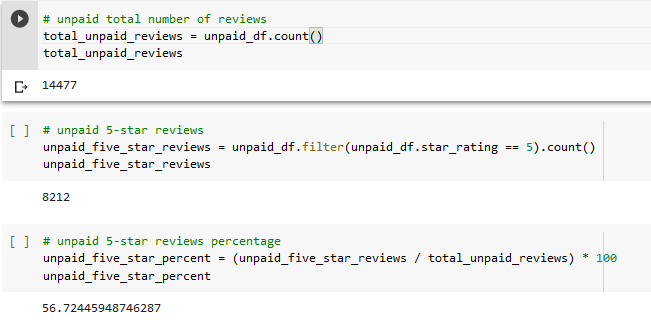 # unpaid total number of reviews
total_unpaid_reviews = unpaid_df.count()
total_unpaid_reviews
14477
[ ] # unpaid 5-star reviews
unpaid_five_star_reviews = unpaid_df.filter(unpaid_df.star_rating == 5).count()
unpaid_five_star_reviews
8212
[ ] # unpaid 5-star reviews percentage
unpaid_five_star_percent = (unpaid_five_star_reviews / total_unpaid_reviews) * 100
unpaid_five_star_percent
56.72445948746287